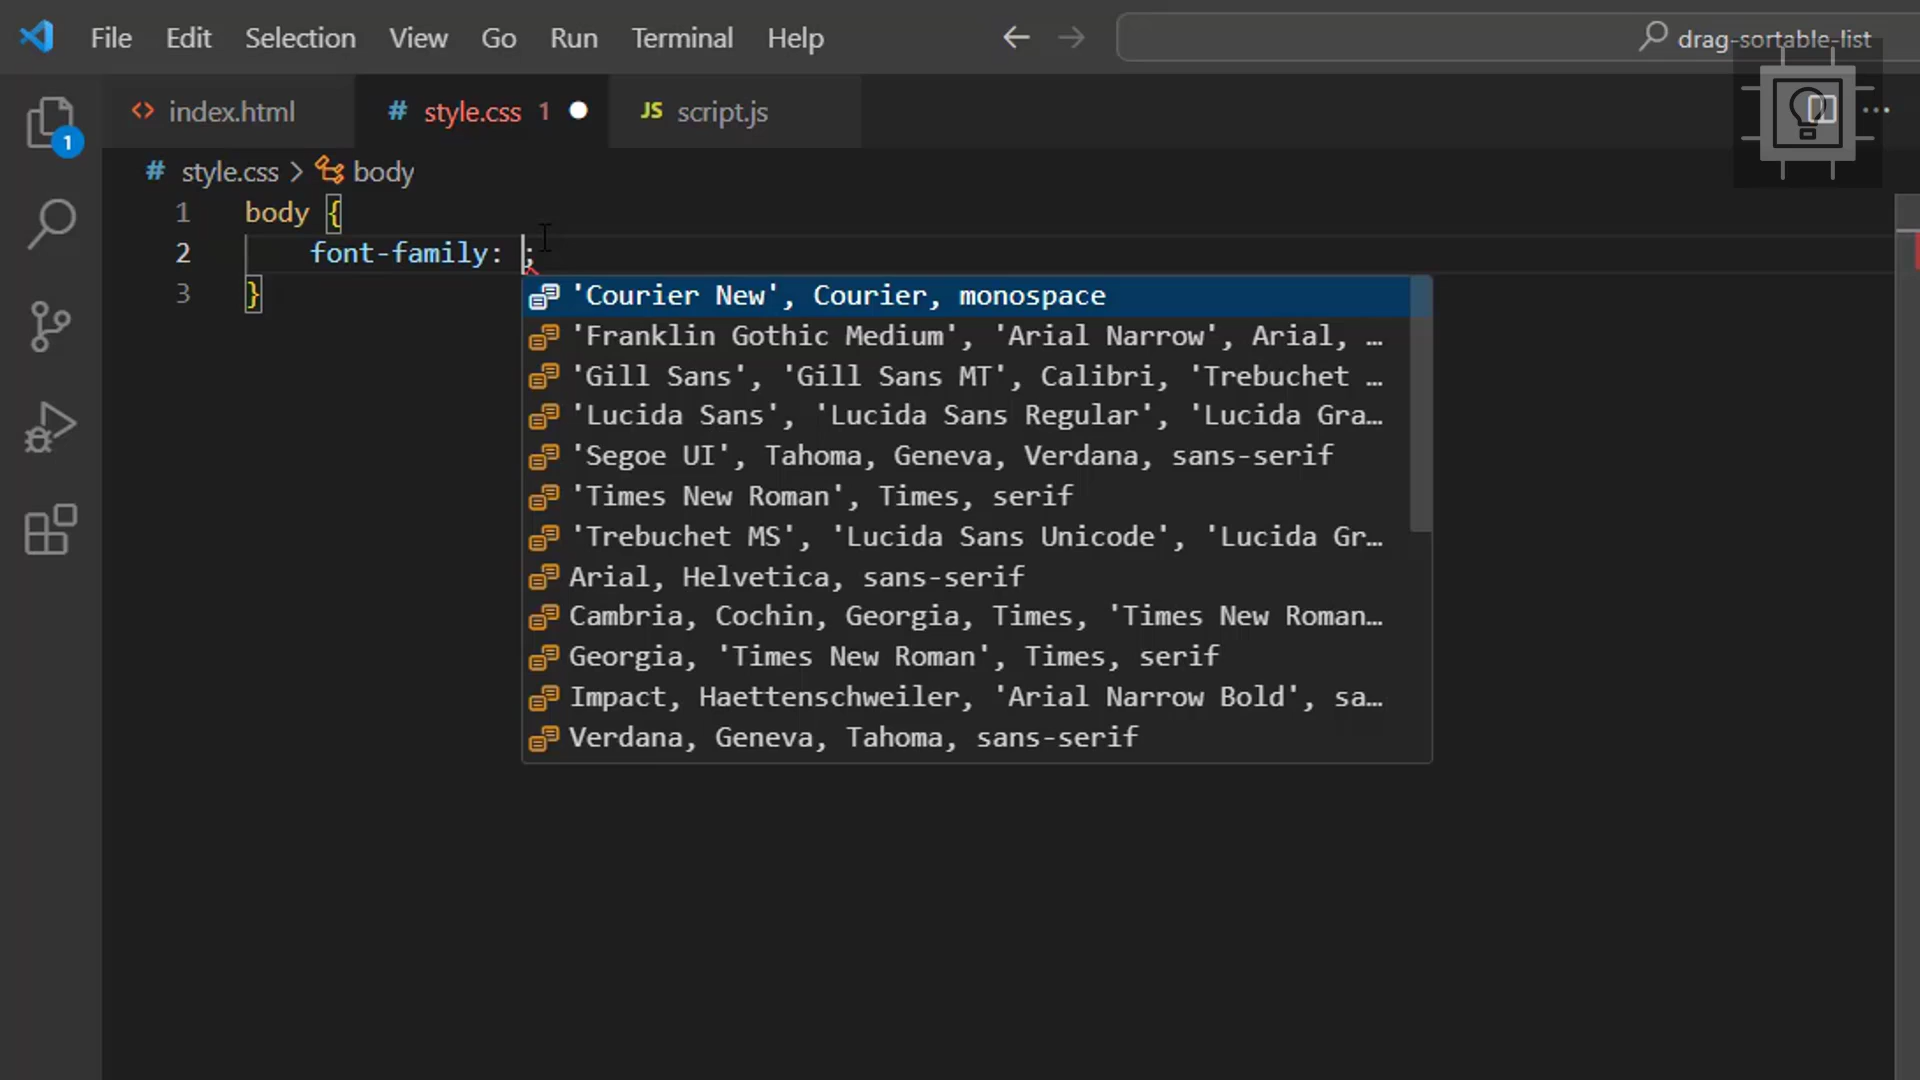 File Edit Selection View Go Run Terminal Help drag-sortable-list
index.html # style.css 1 JS script.js
1
# style.css > body
1 body {
2 font-family: ;
3 }
'Courier New', Courier, monospace
'Franklin Gothic Medium', 'Arial Narrow', Arial, …
'Gill Sans', 'Gill Sans MT', Calibri, 'Trebuchet …
'Lucida Sans', 'Lucida Sans Regular', 'Lucida Gra…
'Segoe UI', Tahoma, Geneva, Verdana, sans-serif
'Times New Roman', Times, serif
'Trebuchet MS', 'Lucida Sans Unicode', 'Lucida Gr…
Arial, Helvetica, sans-serif
Cambria, Cochin, Georgia, Times, 'Times New Roman…
Georgia, 'Times New Roman', Times, serif
Impact, Haettenschweiler, 'Arial Narrow Bold', sa…
Verdana, Geneva, Tahoma, sans-serif